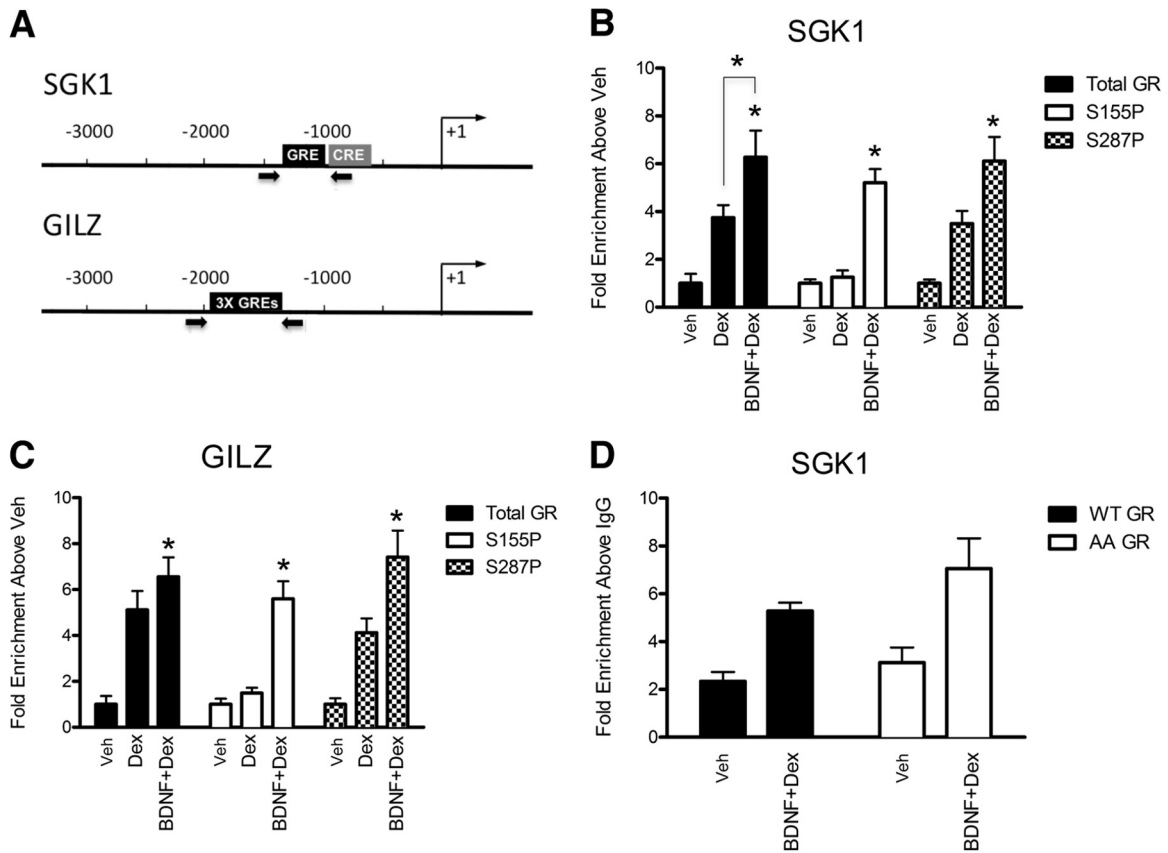 A
SGK1
-3000 -2000 -1000 +1
GRE CRE
GILZ
-3000 -2000 -1000 +1
3X GREs
B
SGK1
Fold Enrichment Above Veh
10
8
6
4
2
0
* * * *
Veh Dex BDNF+Dex Veh Dex BDNF+Dex Veh Dex BDNF+Dex
Total GR
S155P
S287P
C
GILZ
Fold Enrichment Above Veh
10
8
6
4
2
0
* * *
Veh Dex BDNF+Dex Veh Dex BDNF+Dex Veh Dex BDNF+Dex
Total GR
S155P
S287P
D
SGK1
Fold Enrichment Above IgG
10
8
6
4
2
0
Veh BDNF+Dex Veh BDNF+Dex
WT GR
AA GR